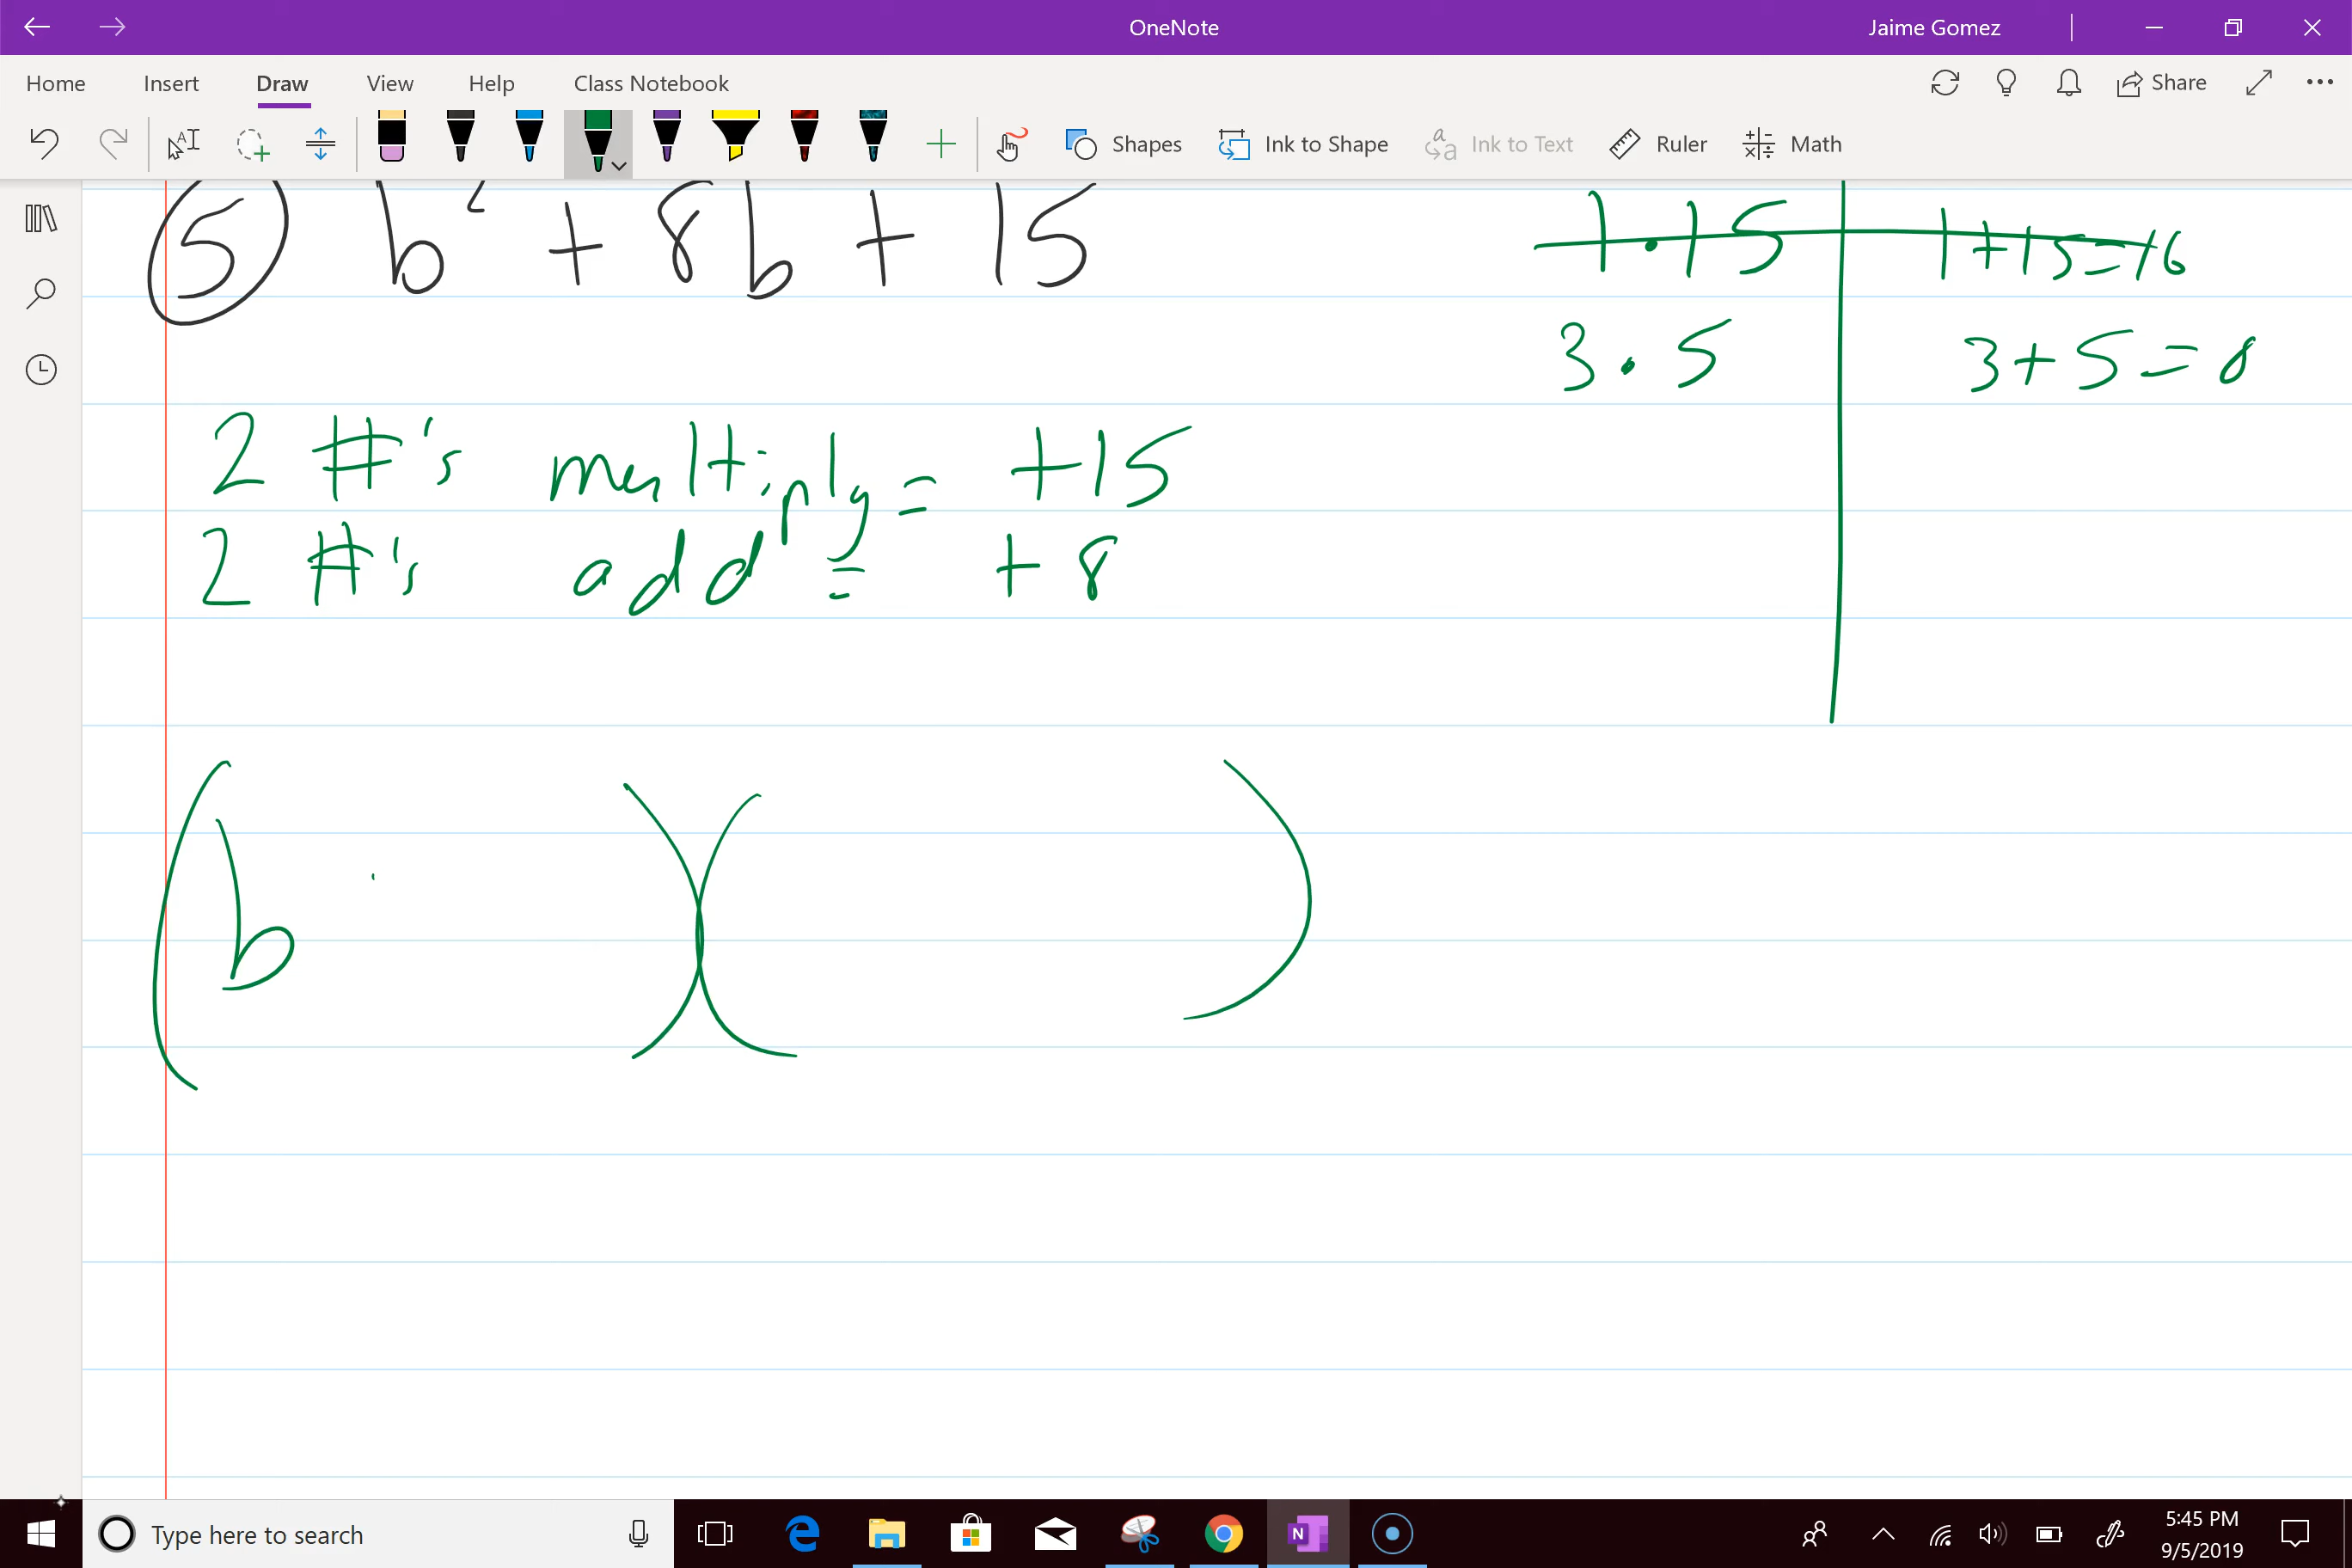 OneNote
Jaime Gomez
Home Insert Draw View Help Class Notebook
Share
Shapes Ink to Shape Ink to Text Ruler Math
5 b² + 8b + 15
1 · 15 1+15=16
3 · 5 3+5=8
2 #'s multiply = +15
2 #'s add = +8
(b )( )
Type here to search
5:45 PM
9/5/2019